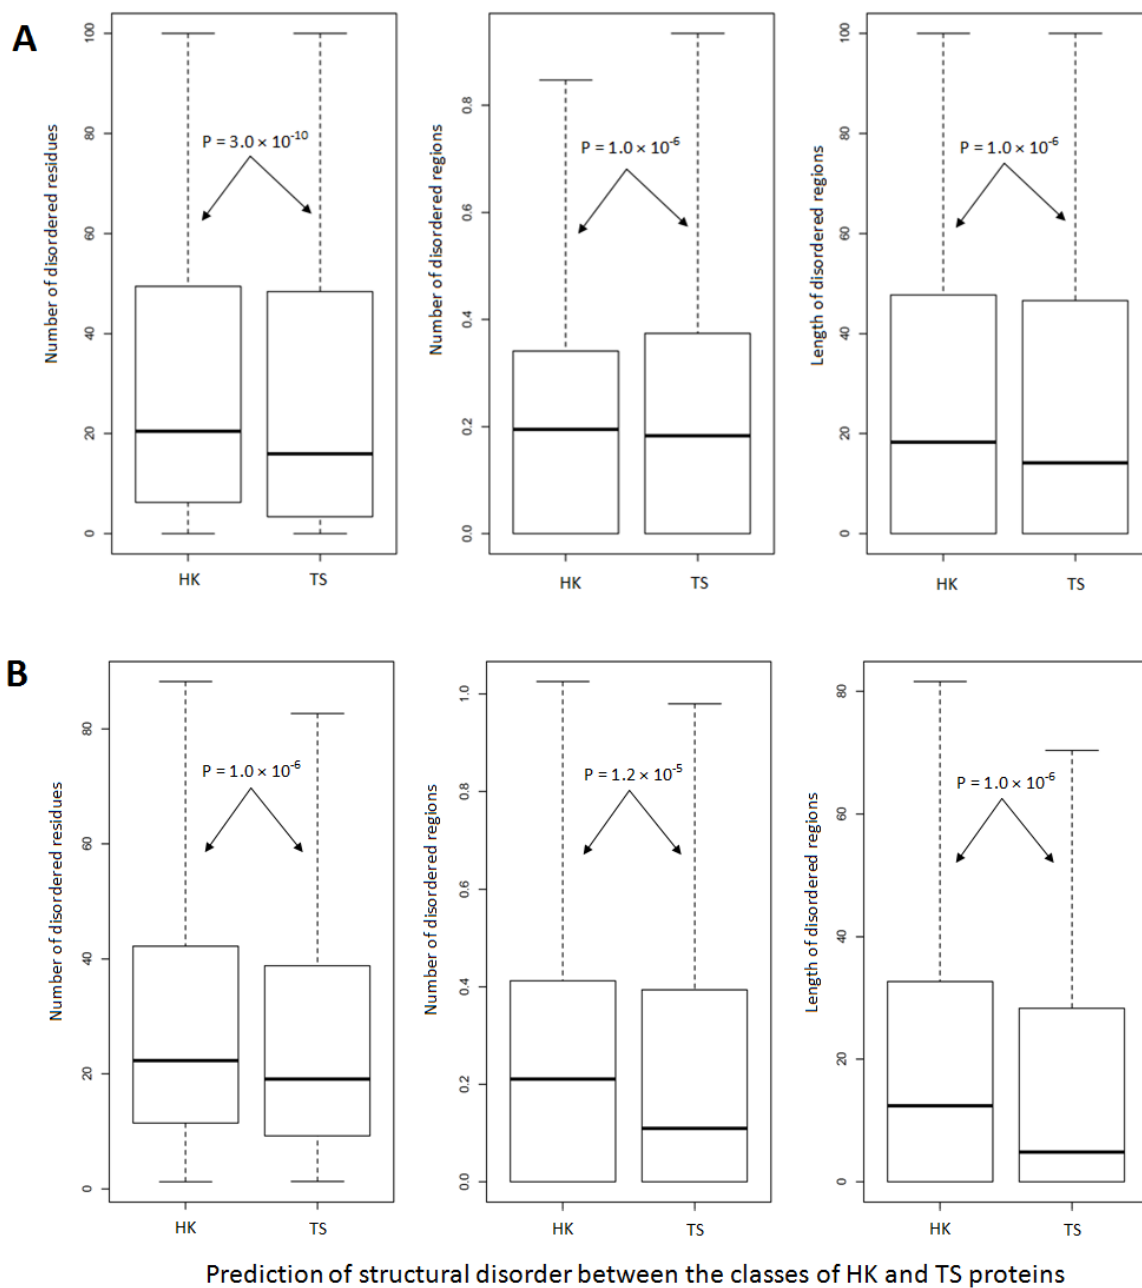 A
Number of disordered residues
0 20 40 60 80 100
P = 3.0 × 10⁻¹⁰
HK TS
Number of disordered regions
0.0 0.2 0.4 0.6 0.8
P = 1.0 × 10⁻⁶
HK TS
Length of disordered regions
0 20 40 60 80 100
P = 1.0 × 10⁻⁶
HK TS
B
Number of disordered residues
0 20 40 60 80
P = 1.0 × 10⁻⁶
HK TS
Number of disordered regions
0.0 0.2 0.4 0.6 0.8 1.0
P = 1.2 × 10⁻⁵
HK TS
Length of disordered regions
0 20 40 60 80
P = 1.0 × 10⁻⁶
HK TS
Prediction of structural disorder between the classes of HK and TS proteins